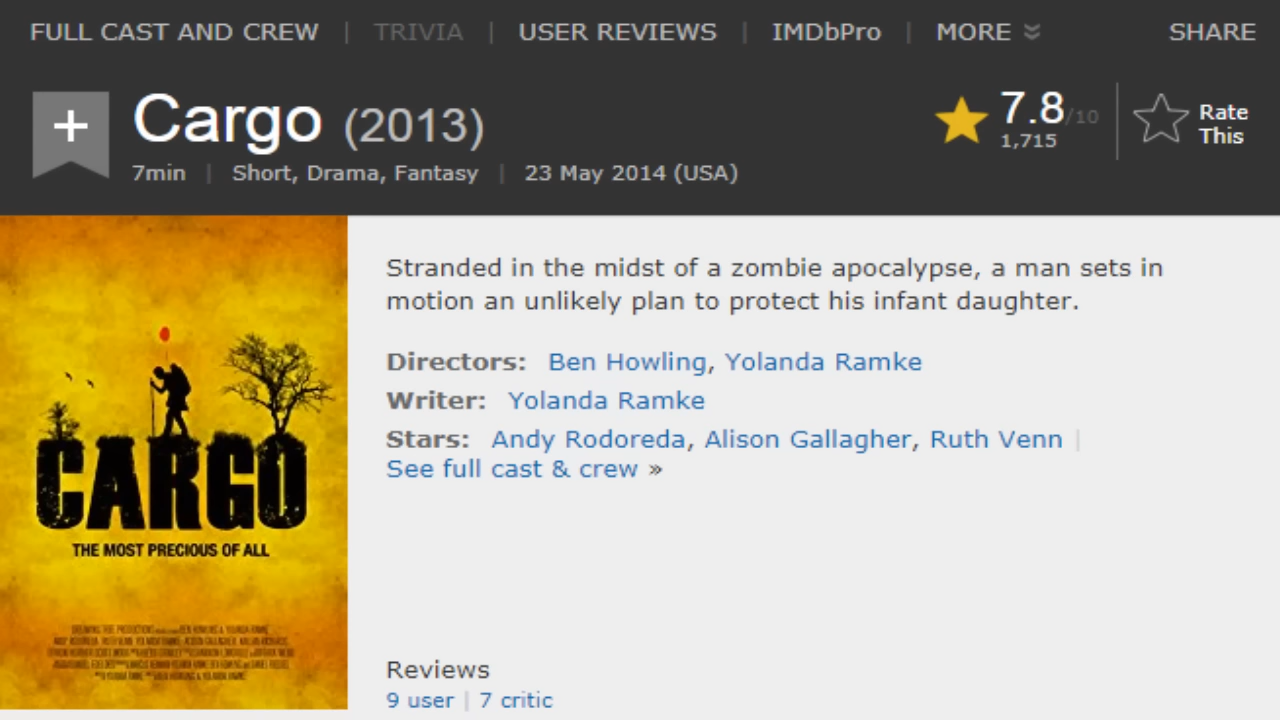 FULL CAST AND CREW | TRIVIA | USER REVIEWS | IMDbPro | MORE SHARE
+ Cargo (2013)
7.8/10
1,715
Rate
This
7min | Short, Drama, Fantasy | 23 May 2014 (USA)
Stranded in the midst of a zombie apocalypse, a man sets in
motion an unlikely plan to protect his infant daughter.
Directors: Ben Howling, Yolanda Ramke
Writer: Yolanda Ramke
Stars: Andy Rodoreda, Alison Gallagher, Ruth Venn |
See full cast & crew »
CARGO
THE MOST PRECIOUS OF ALL
Reviews
9 user | 7 critic